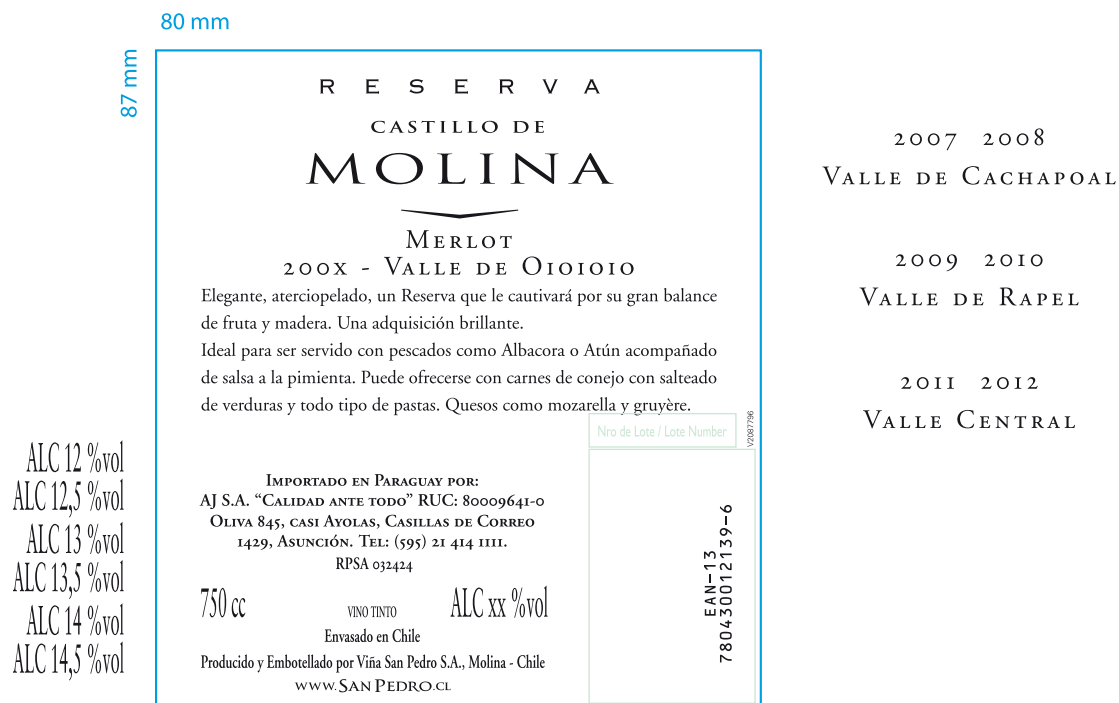 80 mm
87 mm
RESERVA
CASTILLO DE
MOLINA
MERLOT
200X - VALLE DE OIOIOIO
Elegante, aterciopelado, un Reserva que le cautivará por su gran balance
de fruta y madera. Una adquisición brillante.
Ideal para ser servido con pescados como Albacora o Atún acompañado
de salsa a la pimienta. Puede ofrecerse con carnes de conejo con salteado
de verduras y todo tipo de pastas. Quesos como mozarella y gruyère.
Nro de Lote / Lote Number
V2087796
IMPORTADO EN PARAGUAY POR:
AJ S.A. “CALIDAD ANTE TODO” RUC: 80009641-0
OLIVA 845, CASI AYOLAS, CASILLAS DE CORREO
1429, ASUNCIÓN. TEL: (595) 21 414 1111.
RPSA 032424
750 cc
VINO TINTO
ALC xx %vol
Envasado en Chile
Producido y Embotellado por Viña San Pedro S.A., Molina - Chile
WWW.SAN PEDRO.CL
EAN-13
780430012139-6
ALC 12 %vol
ALC 12,5 %vol
ALC 13 %vol
ALC 13,5 %vol
ALC 14 %vol
ALC 14,5 %vol
2007 2008
VALLE DE CACHAPOAL
2009 2010
VALLE DE RAPEL
2011 2012
VALLE CENTRAL